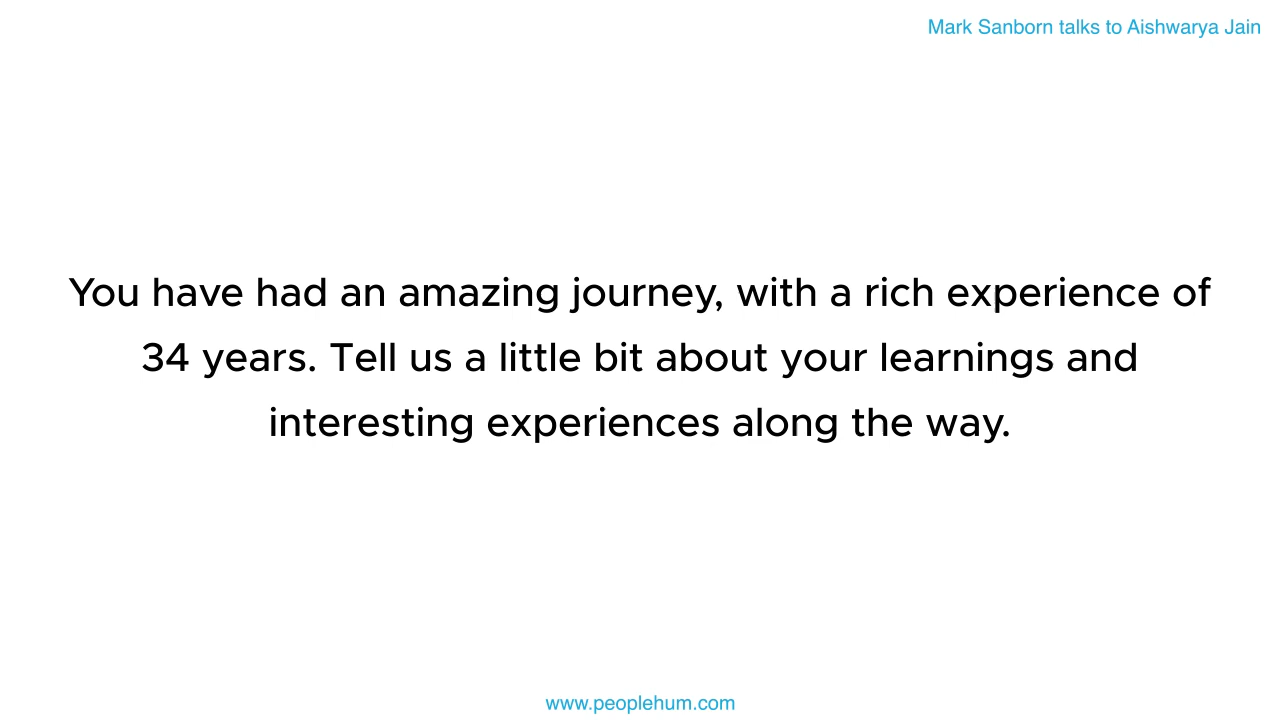 Mark Sanborn talks to Aishwarya Jain
You have had an amazing journey, with a rich experience of
34 years. Tell us a little bit about your learnings and
interesting experiences along the way.
www.peoplehum.com